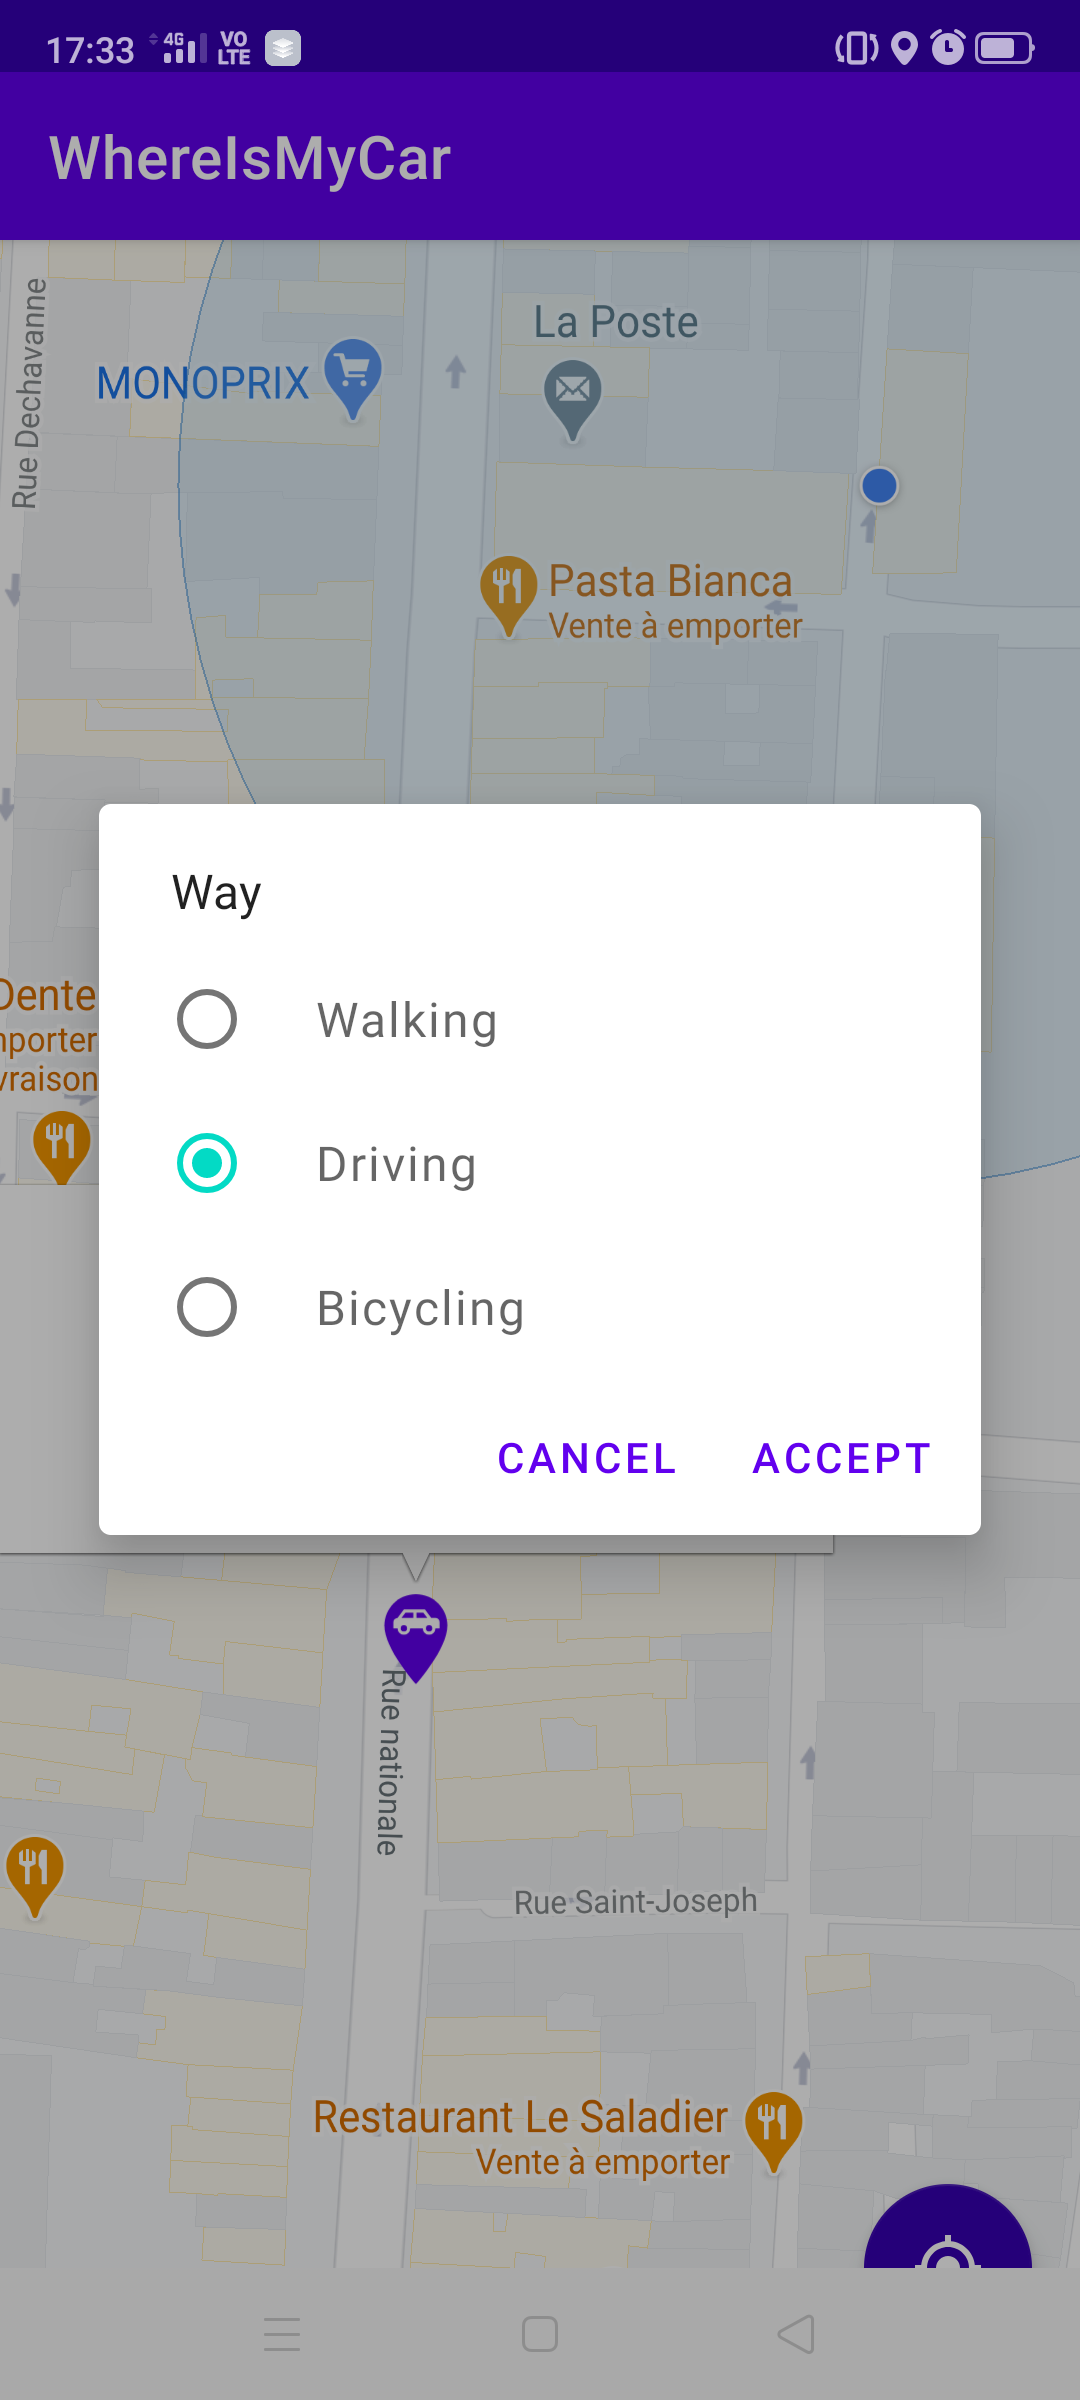 17:33 4G VO LTE
WhereIsMyCar
Rue Dechavanne
La Poste
MONOPRIX
Pasta Bianca
Vente à emporter
Dente
mporter
vraison
Way
Walking
Driving
Bicycling
CANCEL ACCEPT
Rue nationale
Rue Saint-Joseph
Restaurant Le Saladier
Vente à emporter